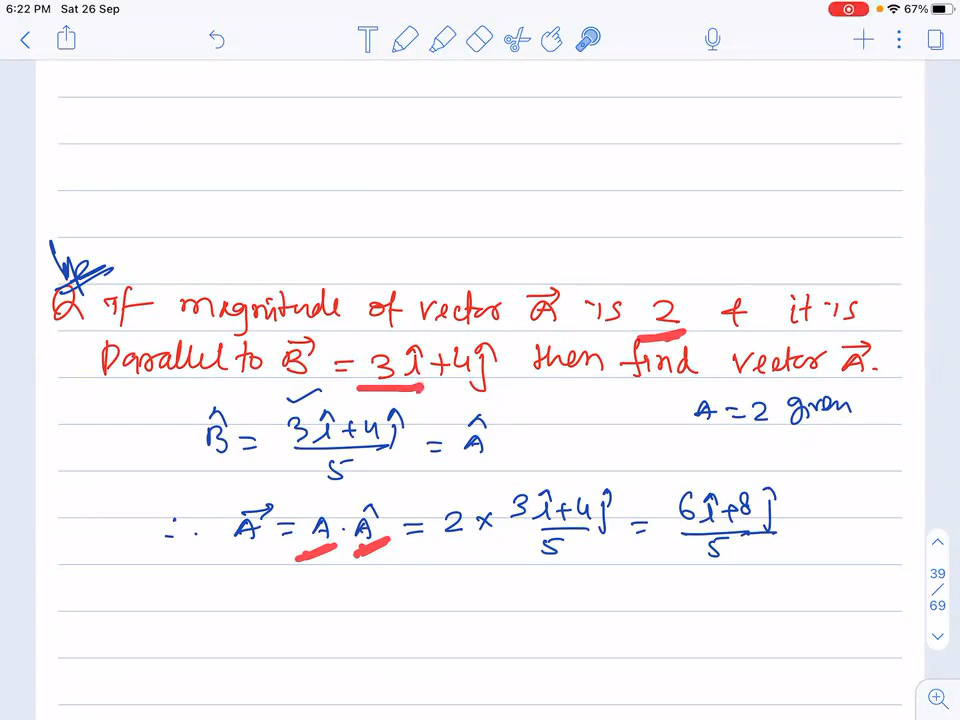 6:22 PM Sat 26 Sep
67%
T
Imp
Q If magnitude of vector A⃗ is 2 & it is
Parallel to B⃗ = 3î+4ĵ then find vector A⃗.
A = 2 given
B̂ = (3î+4ĵ)/5 = Â
∴ A⃗ = A · Â = 2 × (3î+4ĵ)/5 = (6î+8ĵ)/5
39
/
69